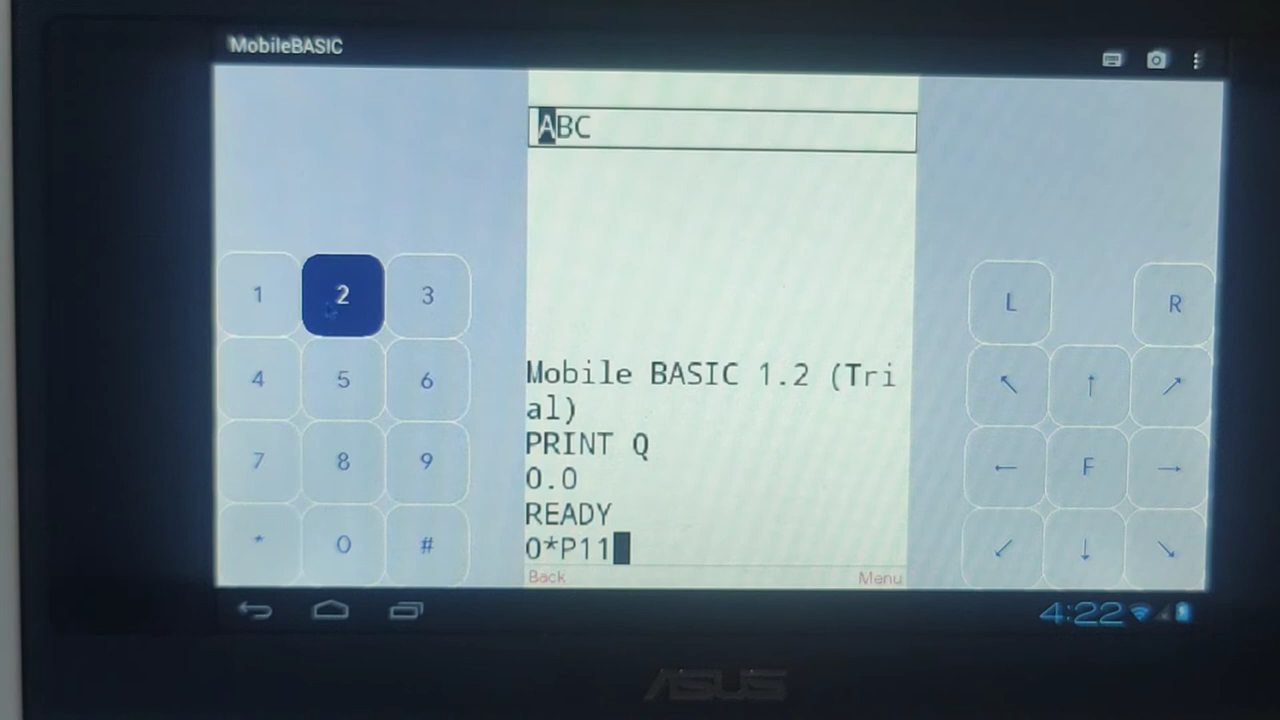 MobileBASIC
ABC
1 2 3
4 5 6
7 8 9
* 0 #
L R
↖ ↑ ↗
← F →
↙ ↓ ↘
Mobile BASIC 1.2 (Tri
al)
PRINT Q
0.0
READY
0*P11
Back Menu
4:22
ASUS